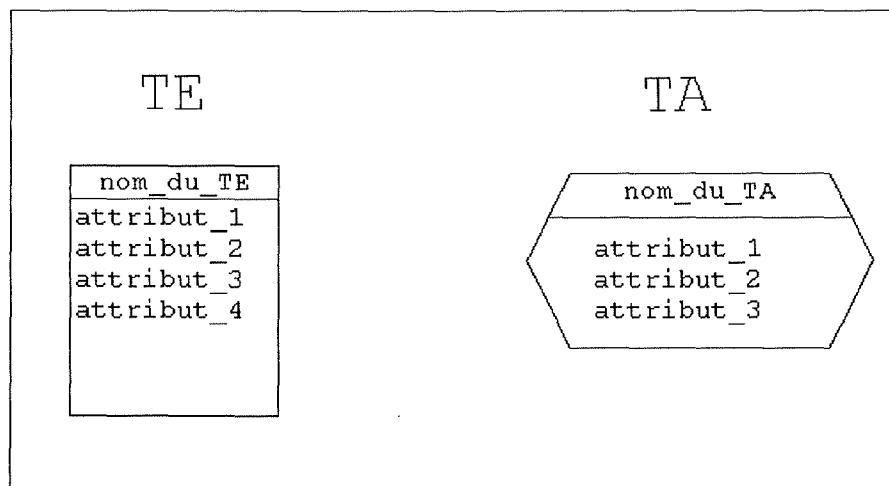 TE
nom_du_TE
attribut_1
attribut_2
attribut_3
attribut_4
TA
nom_du_TA
attribut_1
attribut_2
attribut_3